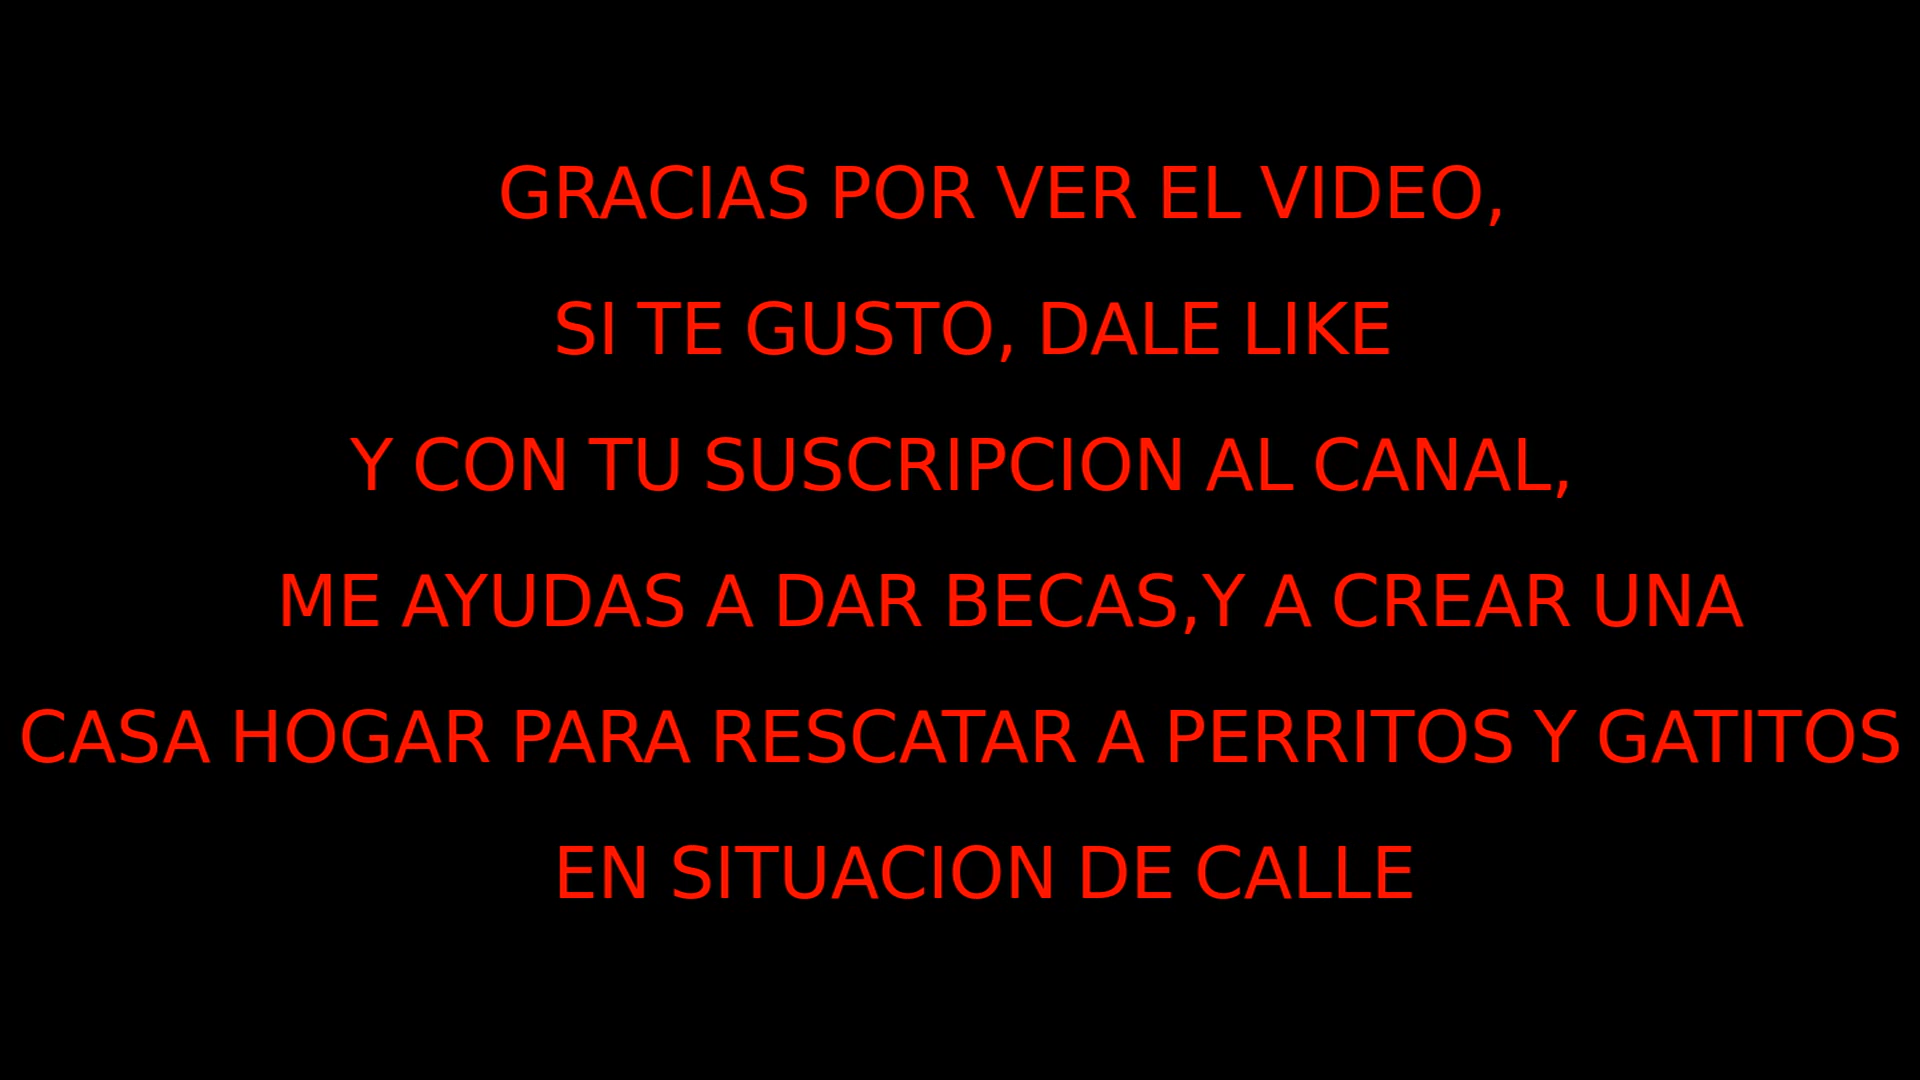 GRACIAS POR VER EL VIDEO,
SI TE GUSTO, DALE LIKE
Y CON TU SUSCRIPCION AL CANAL,
ME AYUDAS A DAR BECAS,Y A CREAR UNA
CASA HOGAR PARA RESCATAR A PERRITOS Y GATITOS
EN SITUACION DE CALLE